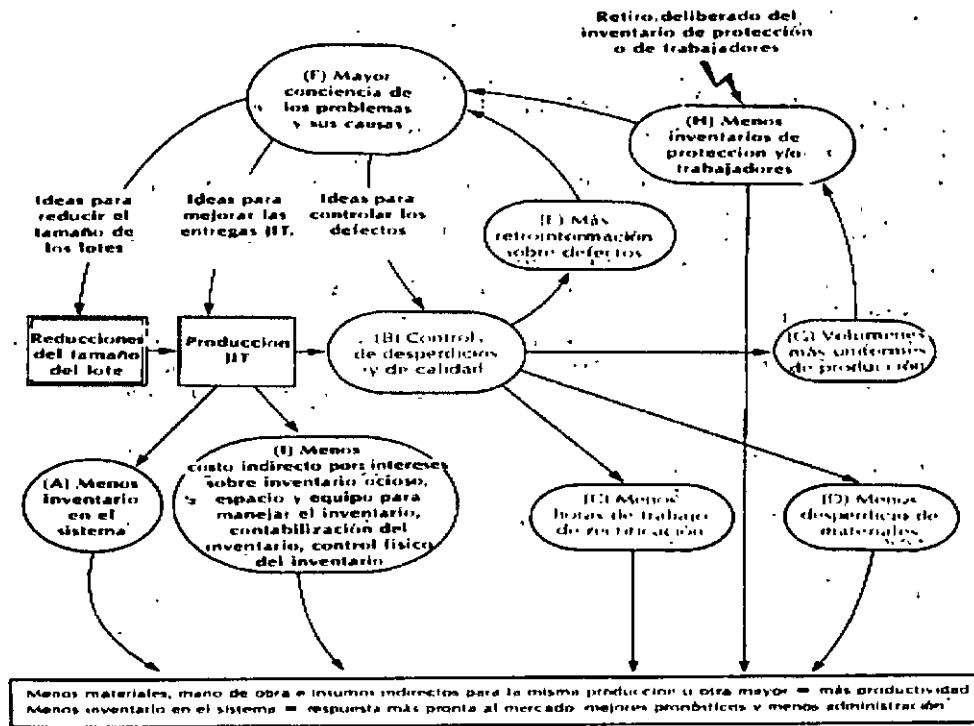 Retiro deliberado del
inventario de protección
o de trabajadores
(F) Mayor
conciencia de
los problemas
y sus causas
(H) Menos
inventarios de
protección y/o
trabajadores
Ideas para
reducir el
tamaño de
los lotes
Ideas para
mejorar las
entregas JIT.
Ideas para
controlar los
defectos
(E) Más
retroinformación
sobre defectos
Reducciones
del tamaño
del lote
Produccion
JIT
(B) Control
de desperdicios
y de calidad
(G) Volúmenes
más uniformes
de producción
(A) Menos
inventario
en el
sistema
(I) Menos
costo indirecto por: intereses
sobre inventario ocioso,
espacio y equipo para
manejar el inventario,
contabilización del
inventario, control físico
del inventario
(C) Menos
horas de trabajo
de rectificación
(D) Menos
desperdicios de
materiales
Menos materiales, mano de obra e insumos indirectos para la misma produccion u otra mayor = más productividad
Menos inventario en el sistema = respuesta más pronta al mercado mejores pronósticos y menos administración